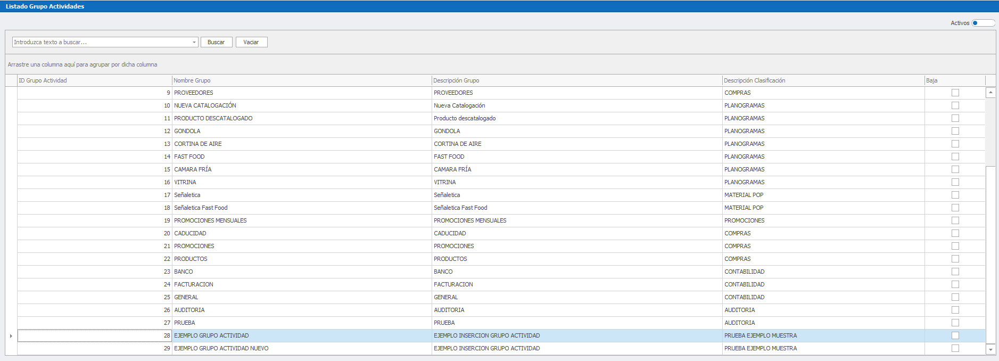 Listado Grupo Actividades
Activos
Introduzca texto a buscar... Buscar Vaciar
Arrastre una columna aquí para agrupar por dicha columna
ID Grupo Actividad Nombre Grupo Descripción Grupo Descripción Clasificación Baja
9 PROVEEDORES PROVEEDORES COMPRAS
10 NUEVA CATALOGACIÓN Nueva Catalogación PLANOGRAMAS
11 PRODUCTO DESCATALOGADO Producto descatalogado PLANOGRAMAS
12 GONDOLA GONDOLA PLANOGRAMAS
13 CORTINA DE AIRE CORTINA DE AIRE PLANOGRAMAS
14 FAST FOOD FAST FOOD PLANOGRAMAS
15 CAMARA FRÍA CAMARA FRÍA PLANOGRAMAS
16 VITRINA VITRINA PLANOGRAMAS
17 Señaletica Señaletica MATERIAL POP
18 Señaletica Fast Food Señaletica Fast Food MATERIAL POP
19 PROMOCIONES MENSUALES PROMOCIONES MENSUALES PROMOCIONES
20 CADUCIDAD CADUCIDAD COMPRAS
21 PROMOCIONES PROMOCIONES COMPRAS
22 PRODUCTOS PRODUCTOS COMPRAS
23 BANCO BANCO CONTABILIDAD
24 FACTURACION FACTURACION CONTABILIDAD
25 GENERAL GENERAL CONTABILIDAD
26 AUDITORIA AUDITORIA AUDITORIA
27 PRUEBA PRUEBA AUDITORIA
28 EJEMPLO GRUPO ACTIVIDAD EJEMPLO INSERCION GRUPO ACTIVIDAD PRUEBA EJEMPLO MUESTRA
29 EJEMPLO GRUPO ACTIVIDAD NUEVO EJEMPLO INSERCION GRUPO ACTIVIDAD PRUEBA EJEMPLO MUESTRA